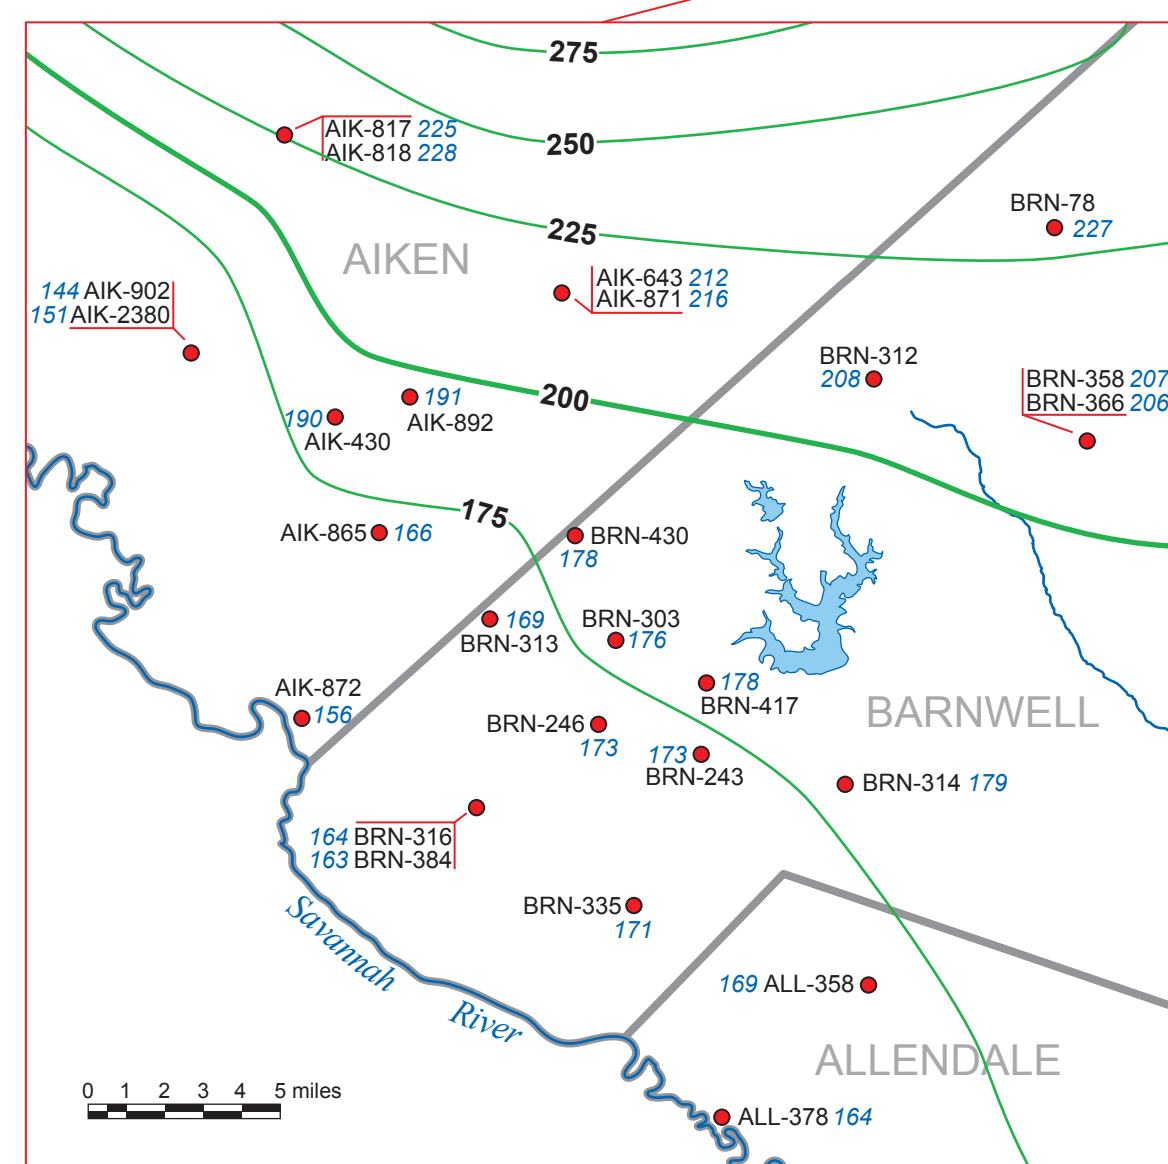 275
AIK-817 225
AIK-818 228
250
BRN-78
227
225
AIKEN
AIK-643 212
AIK-871 216
144 AIK-902
151 AIK-2380
BRN-312
208
BRN-358 207
BRN-366 206
200
191
AIK-892
190
AIK-430
175
AIK-865 166
BRN-430
178
169
BRN-313
BRN-303
176
178
BRN-417
AIK-872
156
BARNWELL
BRN-246
173
173
BRN-243
BRN-314 179
164 BRN-316
163 BRN-384
BRN-335
171
Savannah
River
169 ALL-358
ALLENDALE
0 1 2 3 4 5 miles
ALL-378 164